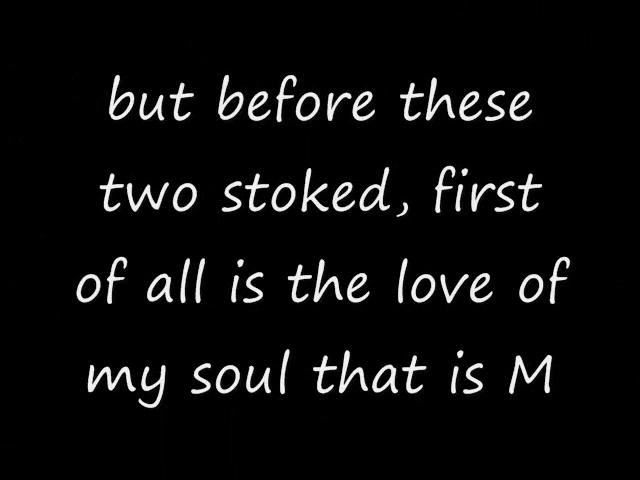 but before these
two stoked, first
of all is the love of
my soul that is M